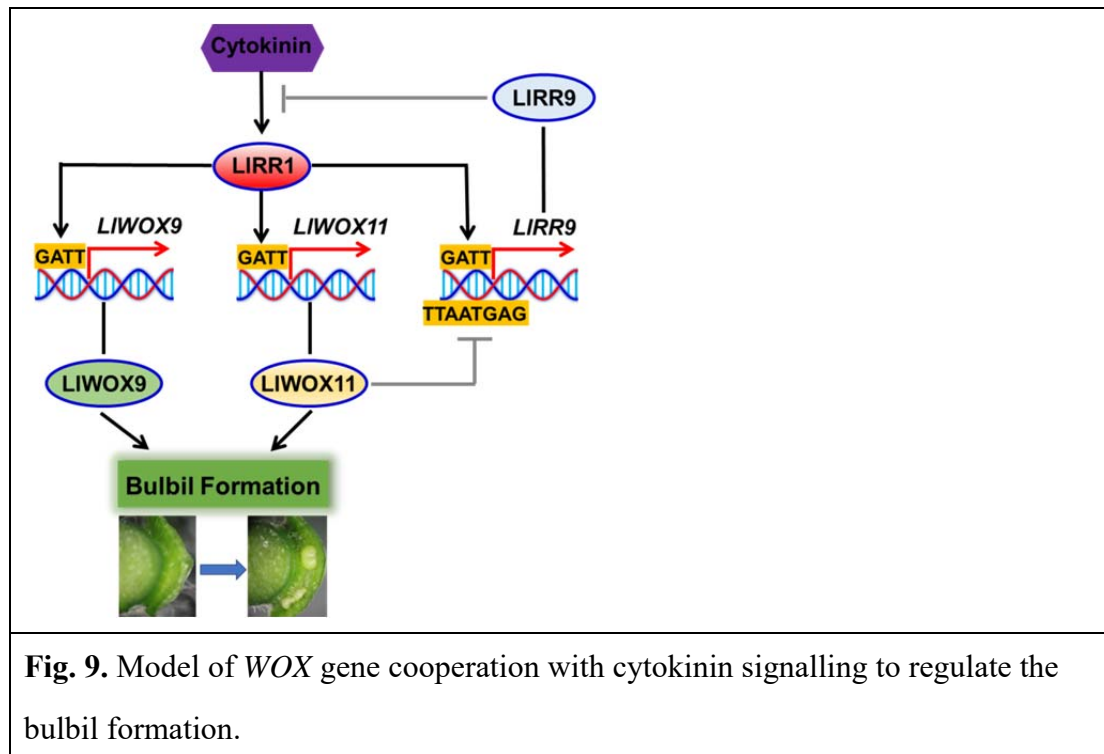 Cytokinin
LlRR9
LlRR1
LlWOX9
LlWOX11
LlRR9
GATT
GATT
GATT
TTAATGAG
LlWOX9
LlWOX11
Bulbil Formation
Fig. 9. Model of WOX gene cooperation with cytokinin signalling to regulate the
bulbil formation.